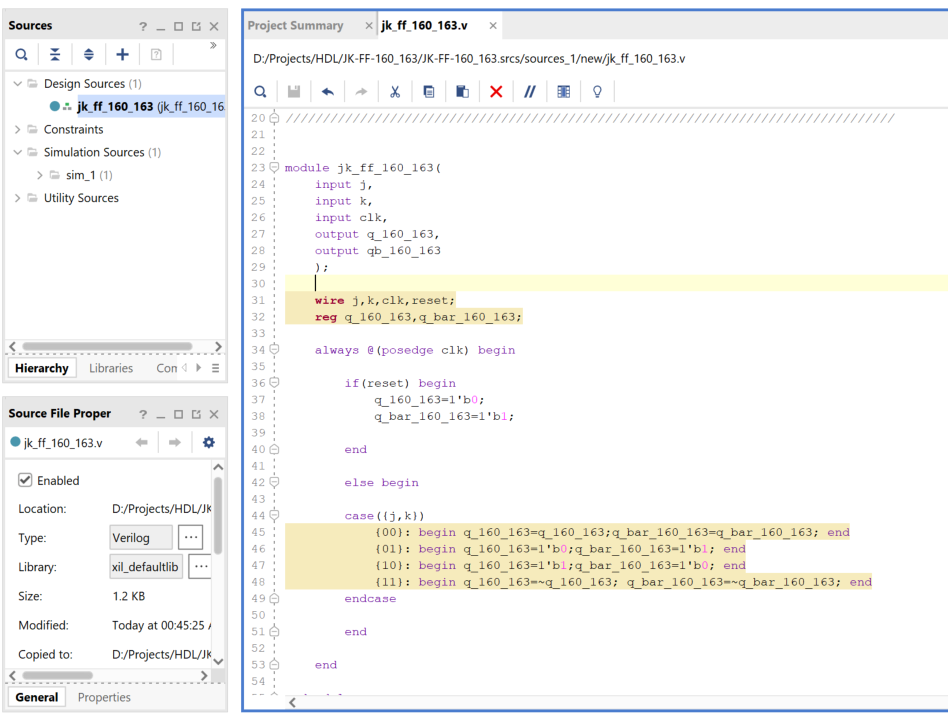 Sources
Design Sources (1)
jk_ff_160_163 (jk_ff_160_16
Constraints
Simulation Sources (1)
sim_1 (1)
Utility Sources
Hierarchy Libraries Con
Source File Proper
jk_ff_160_163.v
Enabled
Location: D:/Projects/HDL/JK
Type: Verilog
Library: xil_defaultlib
Size: 1.2 KB
Modified: Today at 00:45:25
Copied to: D:/Projects/HDL/JK
General Properties
Project Summary × jk_ff_160_163.v ×
D:/Projects/HDL/JK-FF-160_163/JK-FF-160_163.srcs/sources_1/new/jk_ff_160_163.v
20 //////////////////////////////////////////////////////////////////////////////////
21
22
23 module jk_ff_160_163(
24 input j,
25 input k,
26 input clk,
27 output q_160_163,
28 output qb_160_163
29 );
30
31 wire j,k,clk,reset;
32 reg q_160_163,q_bar_160_163;
33
34 always @(posedge clk) begin
35
36 if(reset) begin
37 q_160_163=1'b0;
38 q_bar_160_163=1'b1;
39
40 end
41
42 else begin
43
44 case({j,k})
45 {00}: begin q_160_163=q_160_163;q_bar_160_163=q_bar_160_163; end
46 {01}: begin q_160_163=1'b0;q_bar_160_163=1'b1; end
47 {10}: begin q_160_163=1'b1;q_bar_160_163=1'b0; end
48 {11}: begin q_160_163=~q_160_163; q_bar_160_163=~q_bar_160_163; end
49 endcase
50
51 end
52
53 end
54